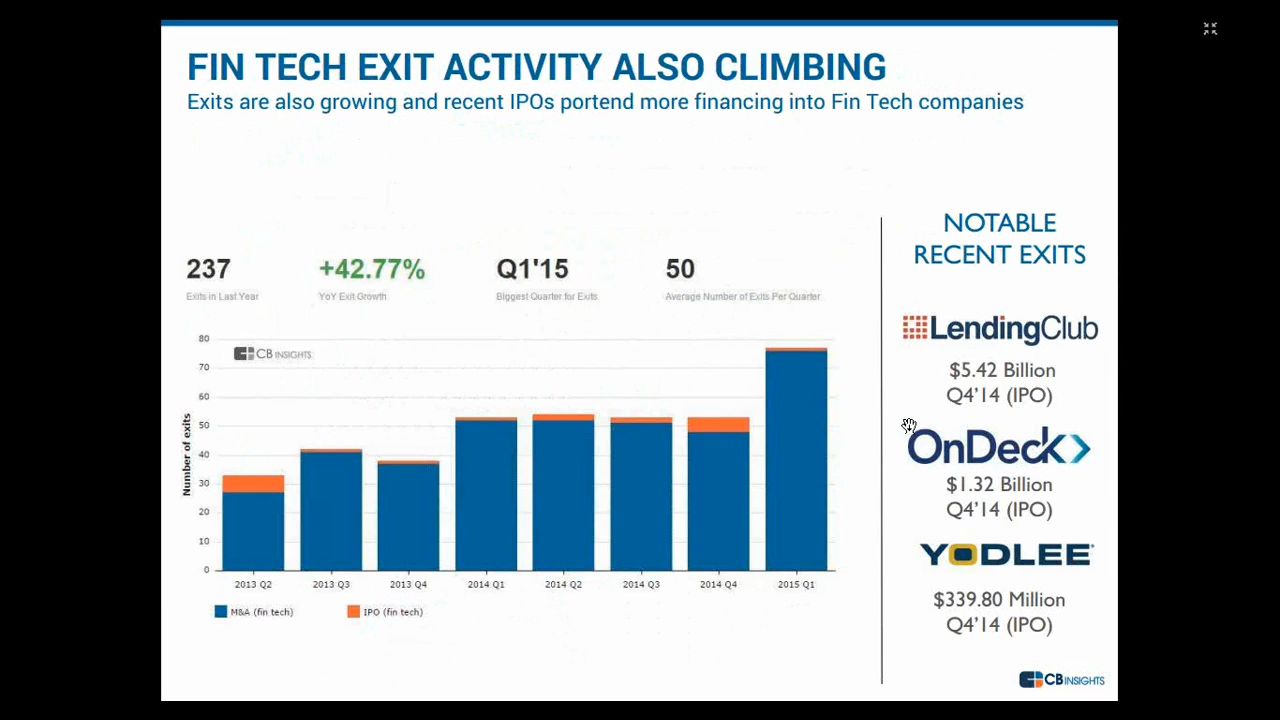 FIN TECH EXIT ACTIVITY ALSO CLIMBING
Exits are also growing and recent IPOs portend more financing into Fin Tech companies
237
Exits in Last Year
+42.77%
YoY Exit Growth
Q1'15
Biggest Quarter for Exits
50
Average Number of Exits Per Quarter
CB INSIGHTS
Number of exits
80
70
60
50
40
30
20
10
0
2013 Q2
2013 Q3
2013 Q4
2014 Q1
2014 Q2
2014 Q3
2014 Q4
2015 Q1
M&A (fin tech)
IPO (fin tech)
NOTABLE
RECENT EXITS
LendingClub
$5.42 Billion
Q4'14 (IPO)
OnDeck
$1.32 Billion
Q4'14 (IPO)
YODLEE
$339.80 Million
Q4'14 (IPO)
CB INSIGHTS